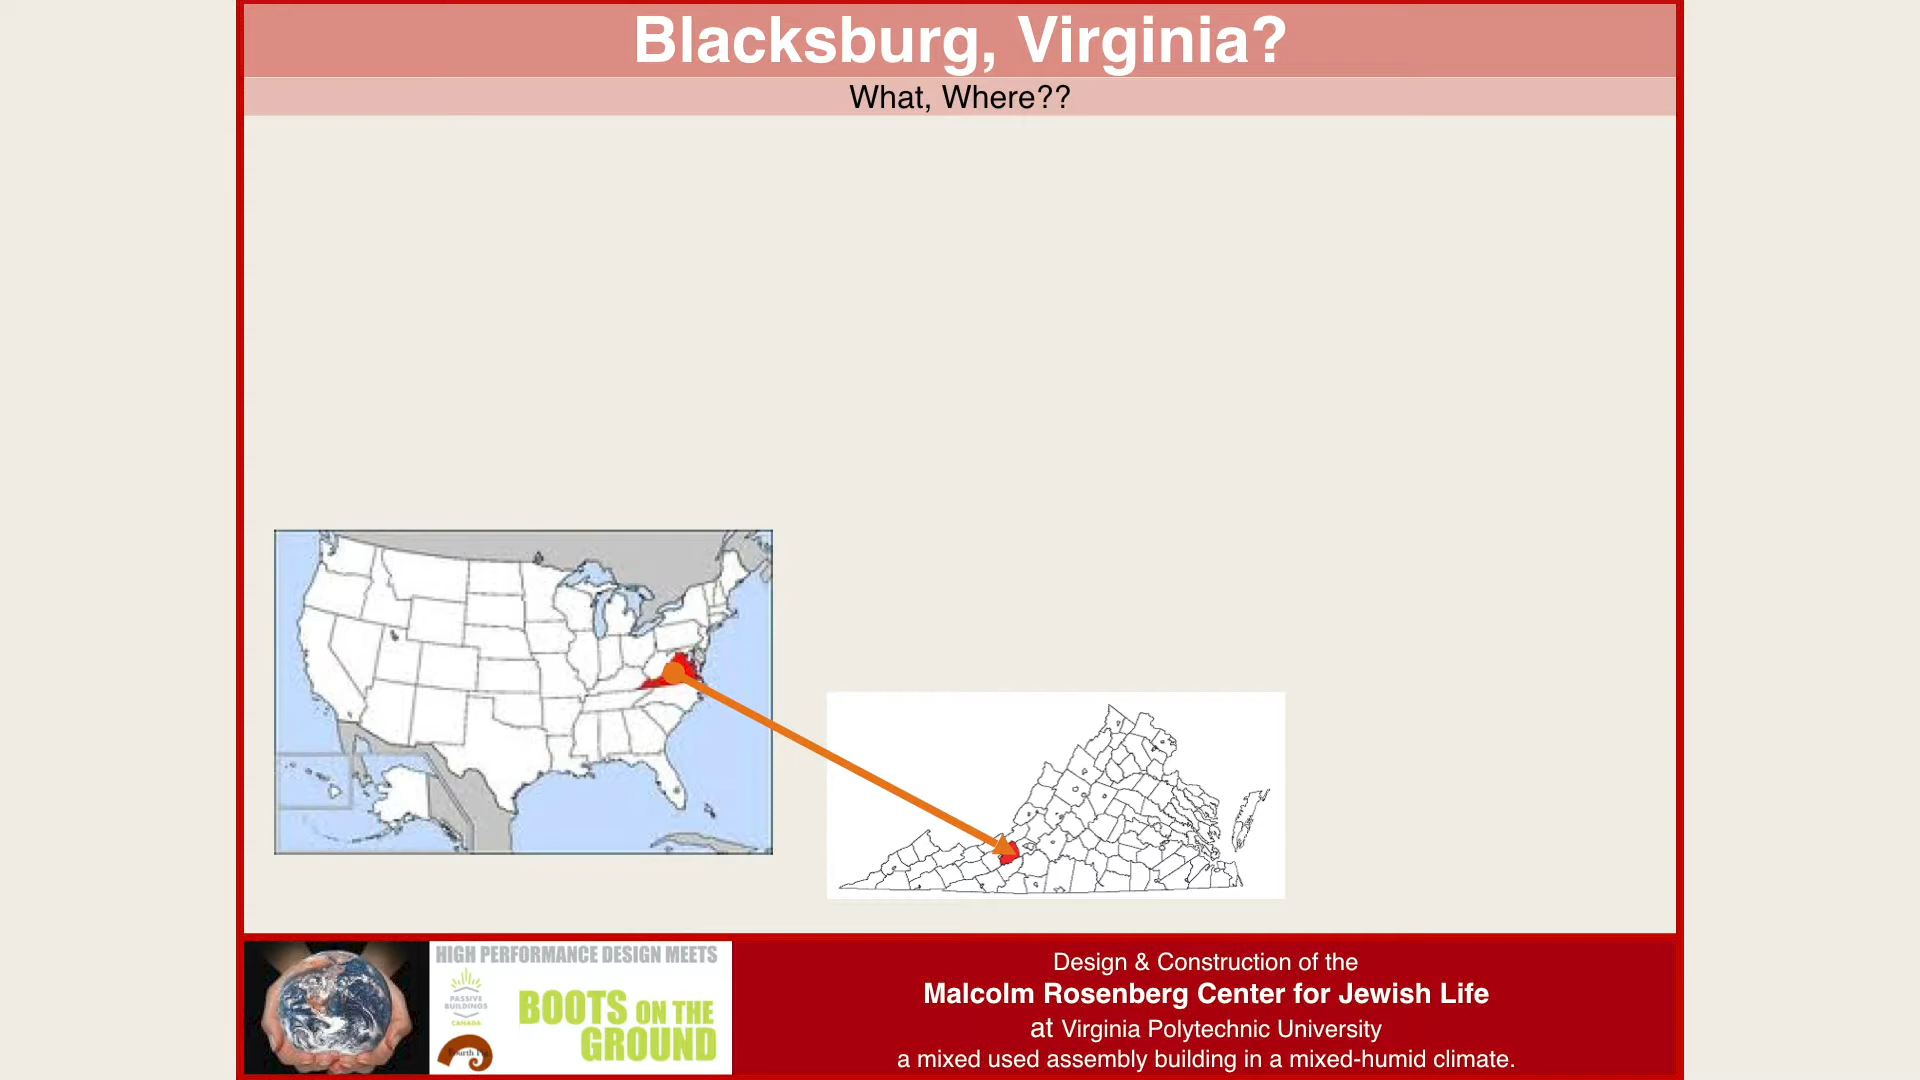 Blacksburg, Virginia?
What, Where??
HIGH PERFORMANCE DESIGN MEETS
PASSIVE
BUILDINGS
CANADA
BOOTS ON THE
GROUND
Design & Construction of the
Malcolm Rosenberg Center for Jewish Life
at Virginia Polytechnic University
a mixed used assembly building in a mixed-humid climate.